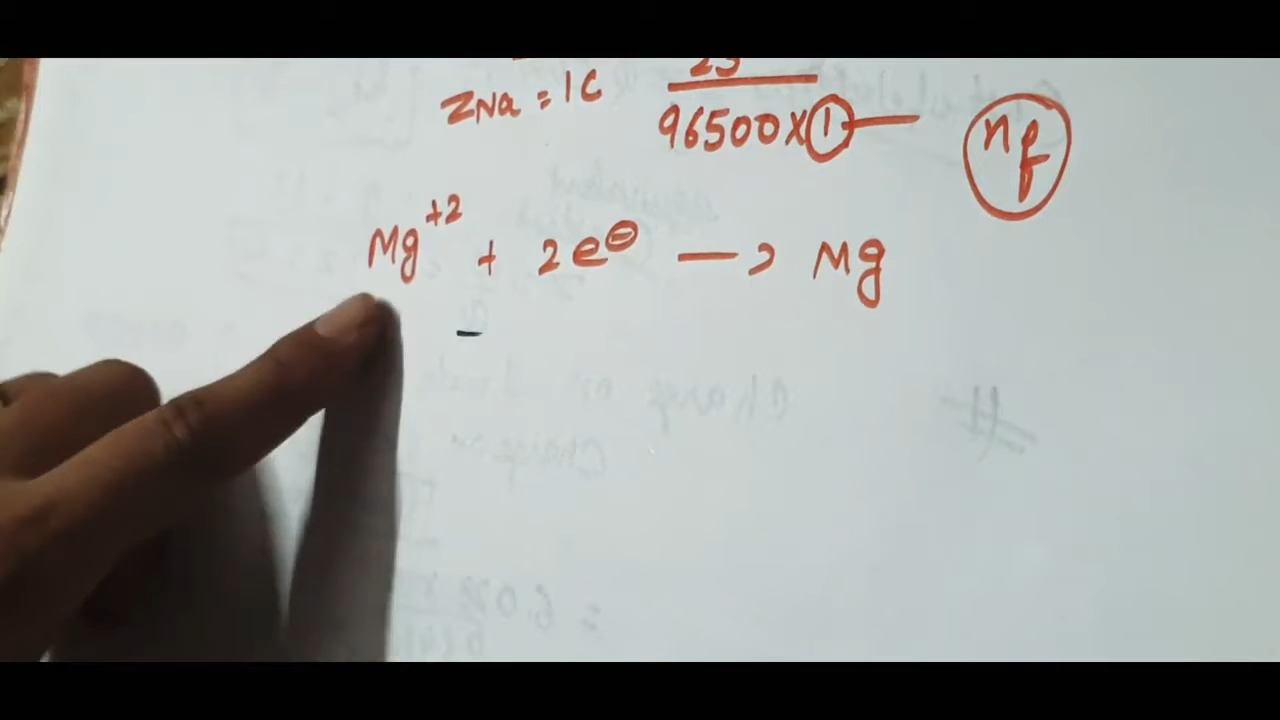 23
ZNa = 1C 96500×1 nf
Mg+2 + 2e⊖ → Mg